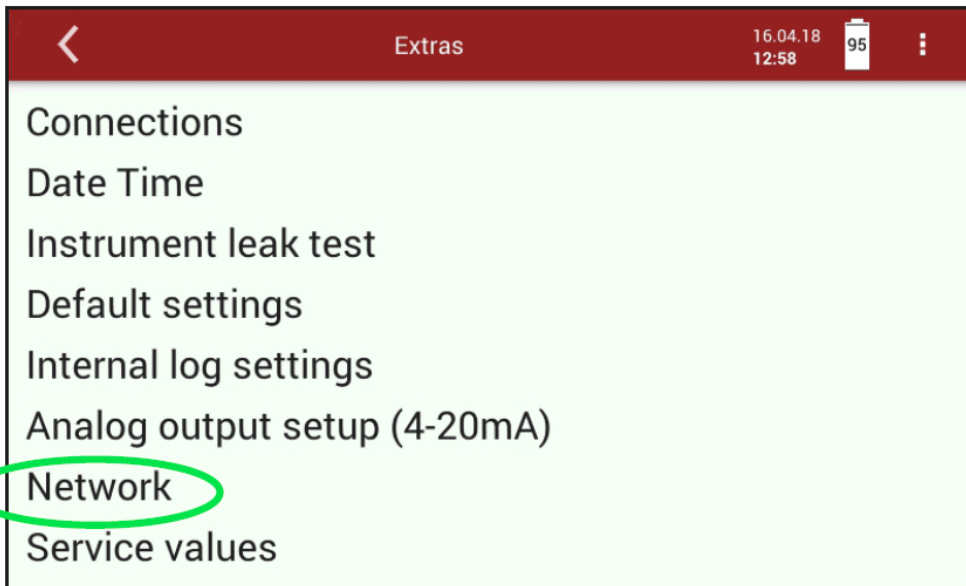 Extras
16.04.18
12:58
95
Connections
Date Time
Instrument leak test
Default settings
Internal log settings
Analog output setup (4-20mA)
Network
Service values